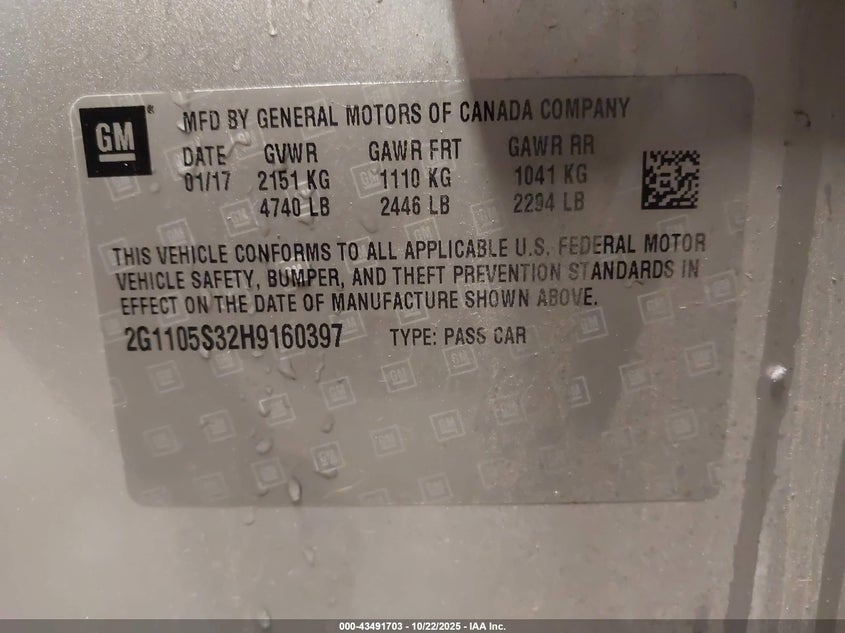 GM®
MFD BY GENERAL MOTORS OF CANADA COMPANY
DATE GVWR GAWR FRT GAWR RR
01/17 2151 KG 1110 KG 1041 KG
4740 LB 2446 LB 2294 LB
THIS VEHICLE CONFORMS TO ALL APPLICABLE U.S. FEDERAL MOTOR
VEHICLE SAFETY, BUMPER, AND THEFT PREVENTION STANDARDS IN
EFFECT ON THE DATE OF MANUFACTURE SHOWN ABOVE.
2G1105S32H9160397 TYPE: PASS CAR
000-43491703 - 10/22/2025 - IAA Inc.